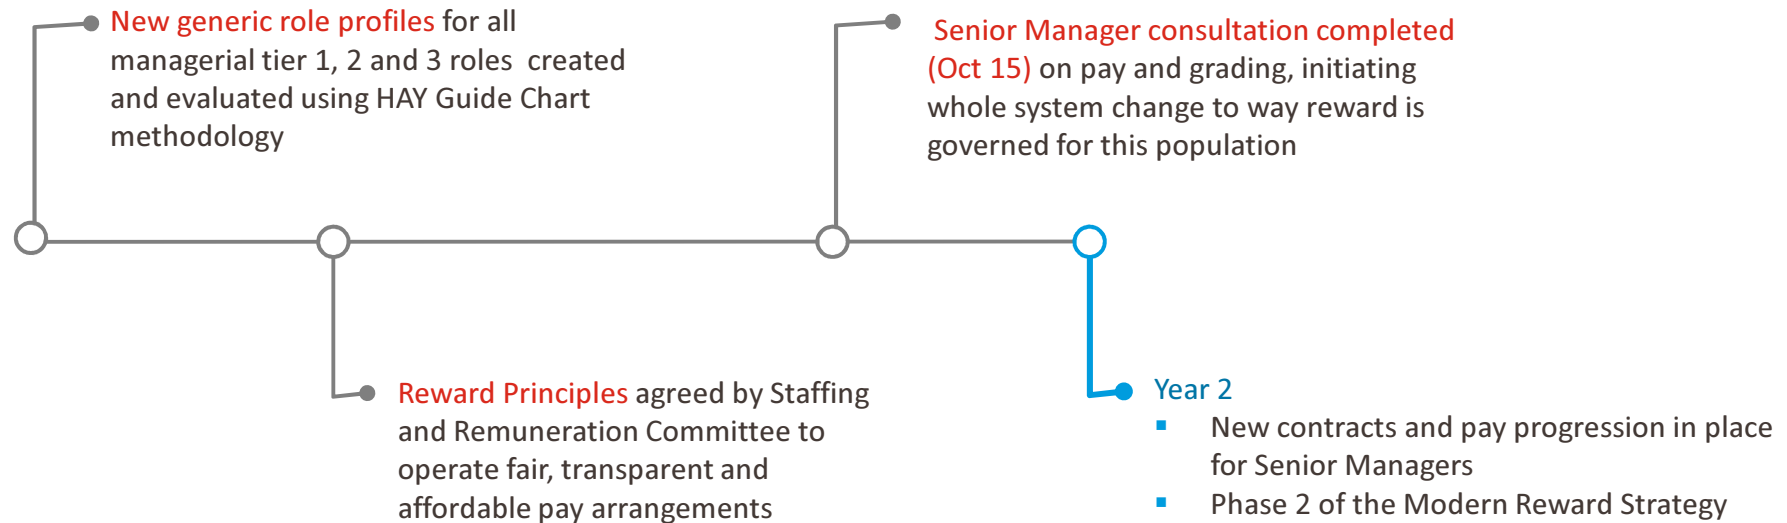 New generic role profiles for all
managerial tier 1, 2 and 3 roles created
and evaluated using HAY Guide Chart
methodology
Senior Manager consultation completed
(Oct 15) on pay and grading, initiating
whole system change to way reward is
governed for this population
Reward Principles agreed by Staffing
and Remuneration Committee to
operate fair, transparent and
affordable pay arrangements
Year 2
▪ New contracts and pay progression in place
for Senior Managers
▪ Phase 2 of the Modern Reward Strategy